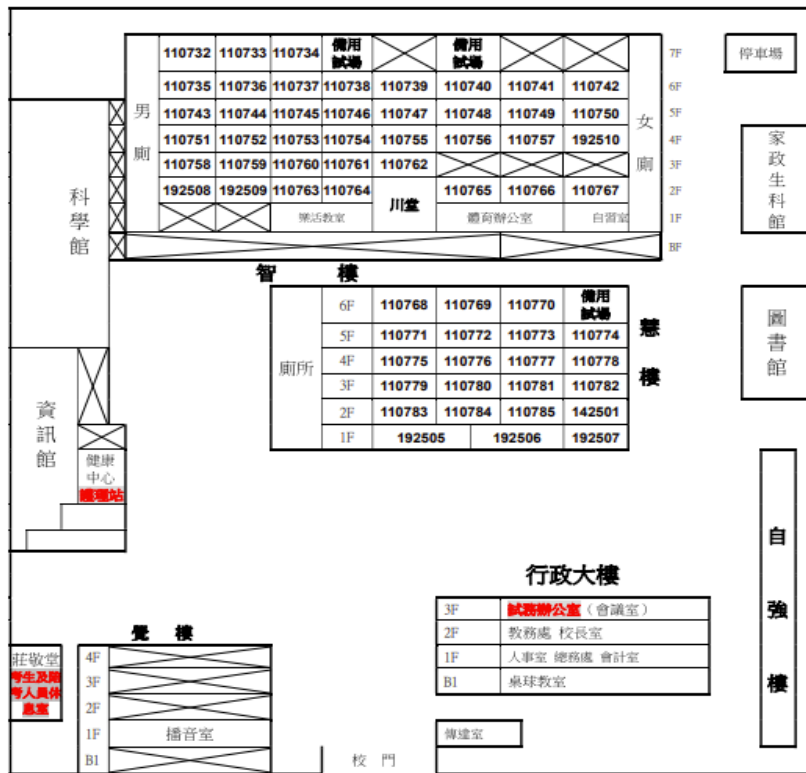 110732 110733 110734 備用試場 備用試場 7F 停車場
110735 110736 110737 110738 110739 110740 110741 110742 6F
110743 110744 110745 110746 110747 110748 110749 110750 5F
男廁
女廁
110751 110752 110753 110754 110755 110756 110757 192510 4F
110758 110759 110760 110761 110762 3F
192508 192509 110763 110764 川堂 110765 110766 110767 2F
樂活教室 體育辦公室 自習室 1F
BF
科學館
家政生科館
智樓
廁所
6F 110768 110769 110770 備用試場
5F 110771 110772 110773 110774
4F 110775 110776 110777 110778
3F 110779 110780 110781 110782
2F 110783 110784 110785 142501
1F 192505 192506 192507
慧樓
圖書館
資訊館
健康
中心
護理站
自強樓
行政大樓
3F 試務辦公室（會議室）
2F 教務處 校長室
1F 人事室 總務處 會計室
B1 桌球教室
覺樓
莊敬堂
考生及陪
考人員休
息室
4F
3F
2F
1F 播音室
B1
校門
傳達室